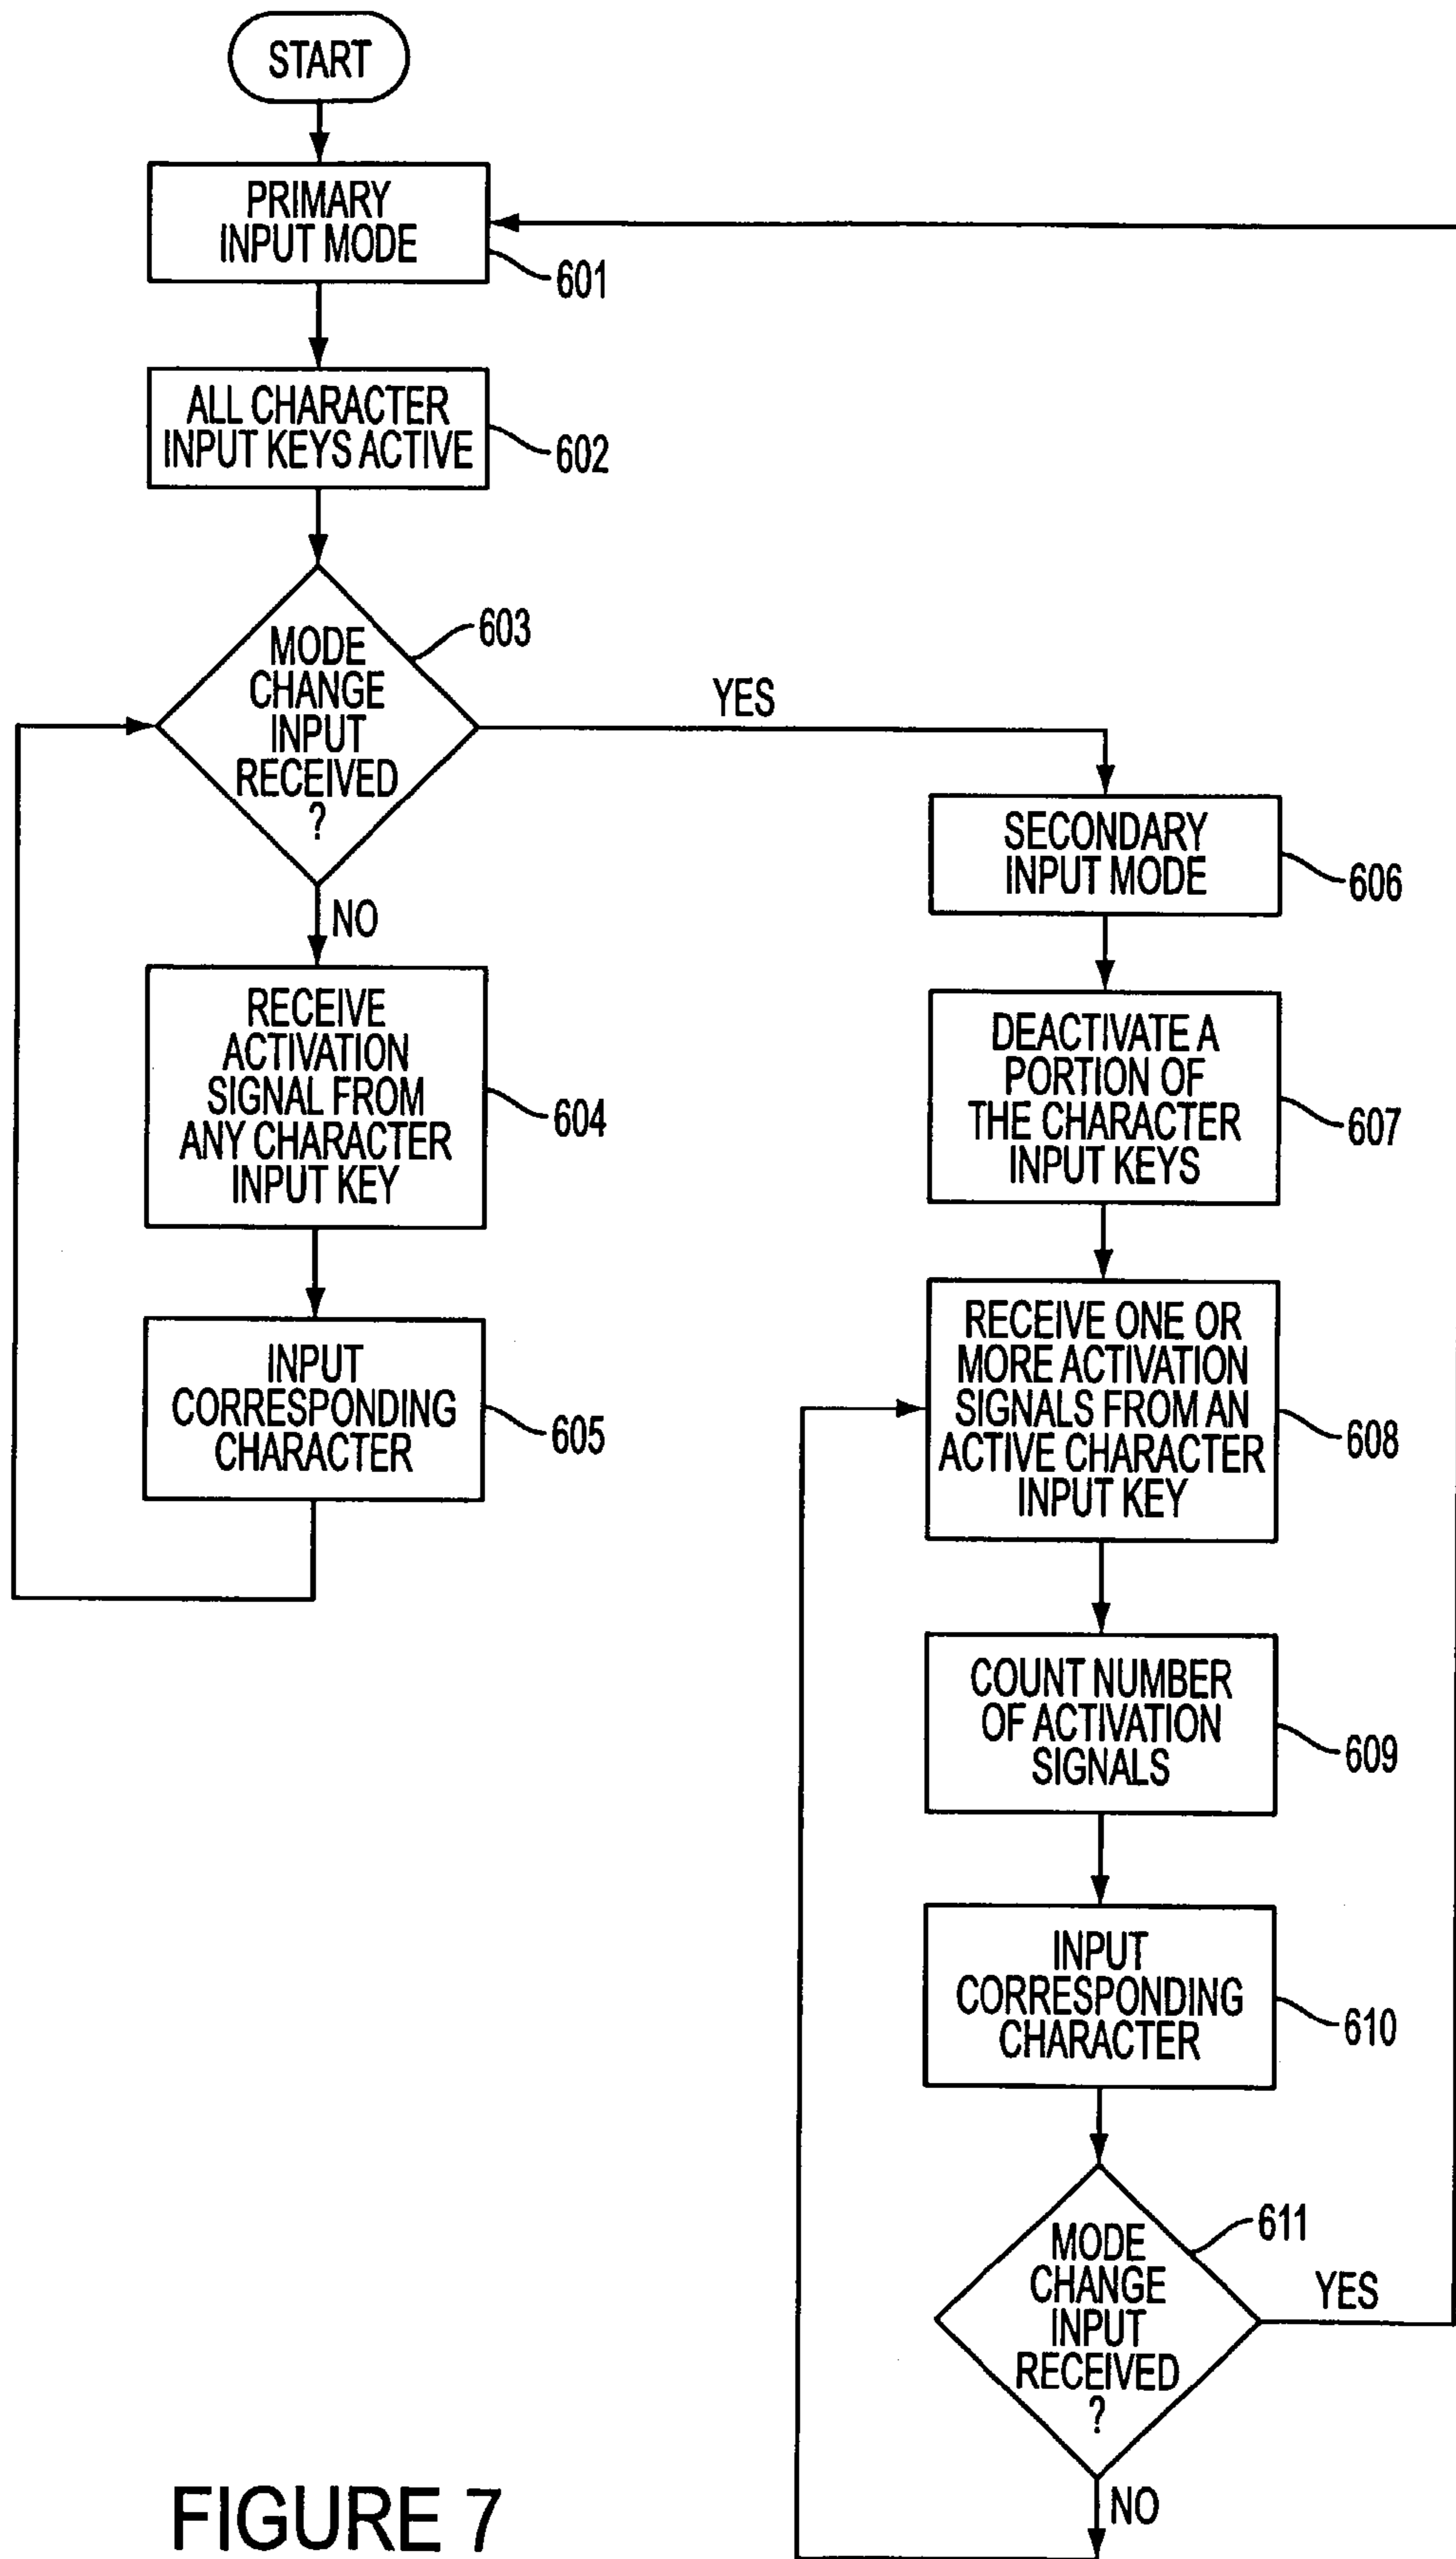 START
PRIMARY
INPUT MODE
601
ALL CHARACTER
INPUT KEYS ACTIVE
602
MODE
CHANGE
INPUT
RECEIVED
?
603
YES
NO
RECEIVE
ACTIVATION
SIGNAL FROM
ANY CHARACTER
INPUT KEY
604
INPUT
CORRESPONDING
CHARACTER
605
SECONDARY
INPUT MODE
606
DEACTIVATE A
PORTION OF
THE CHARACTER
INPUT KEYS
607
RECEIVE ONE OR
MORE ACTIVATION
SIGNALS FROM AN
ACTIVE CHARACTER
INPUT KEY
608
COUNT NUMBER
OF ACTIVATION
SIGNALS
609
INPUT
CORRESPONDING
CHARACTER
610
MODE
CHANGE
INPUT
RECEIVED
?
611
YES
NO
FIGURE 7